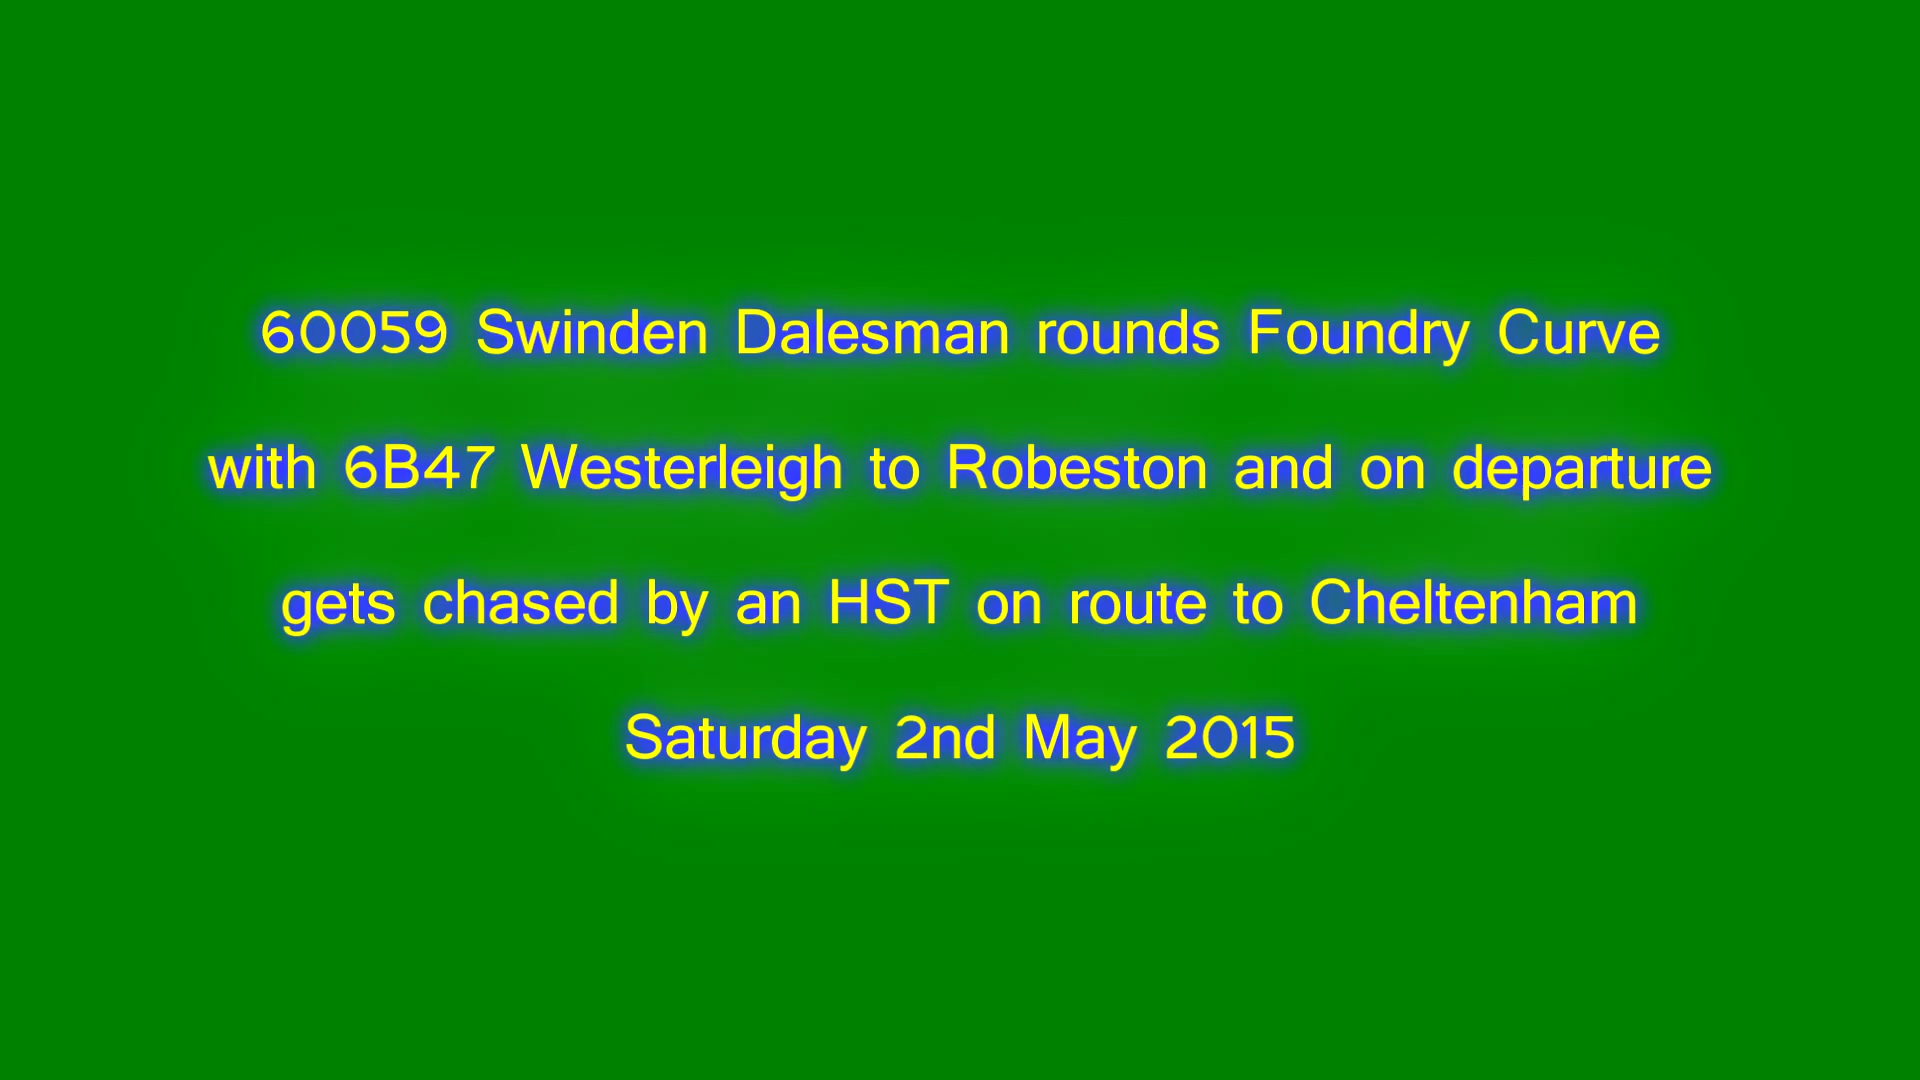 60059 Swinden Dalesman rounds Foundry Curve
with 6B47 Westerleigh to Robeston and on departure
gets chased by an HST on route to Cheltenham
Saturday 2nd May 2015